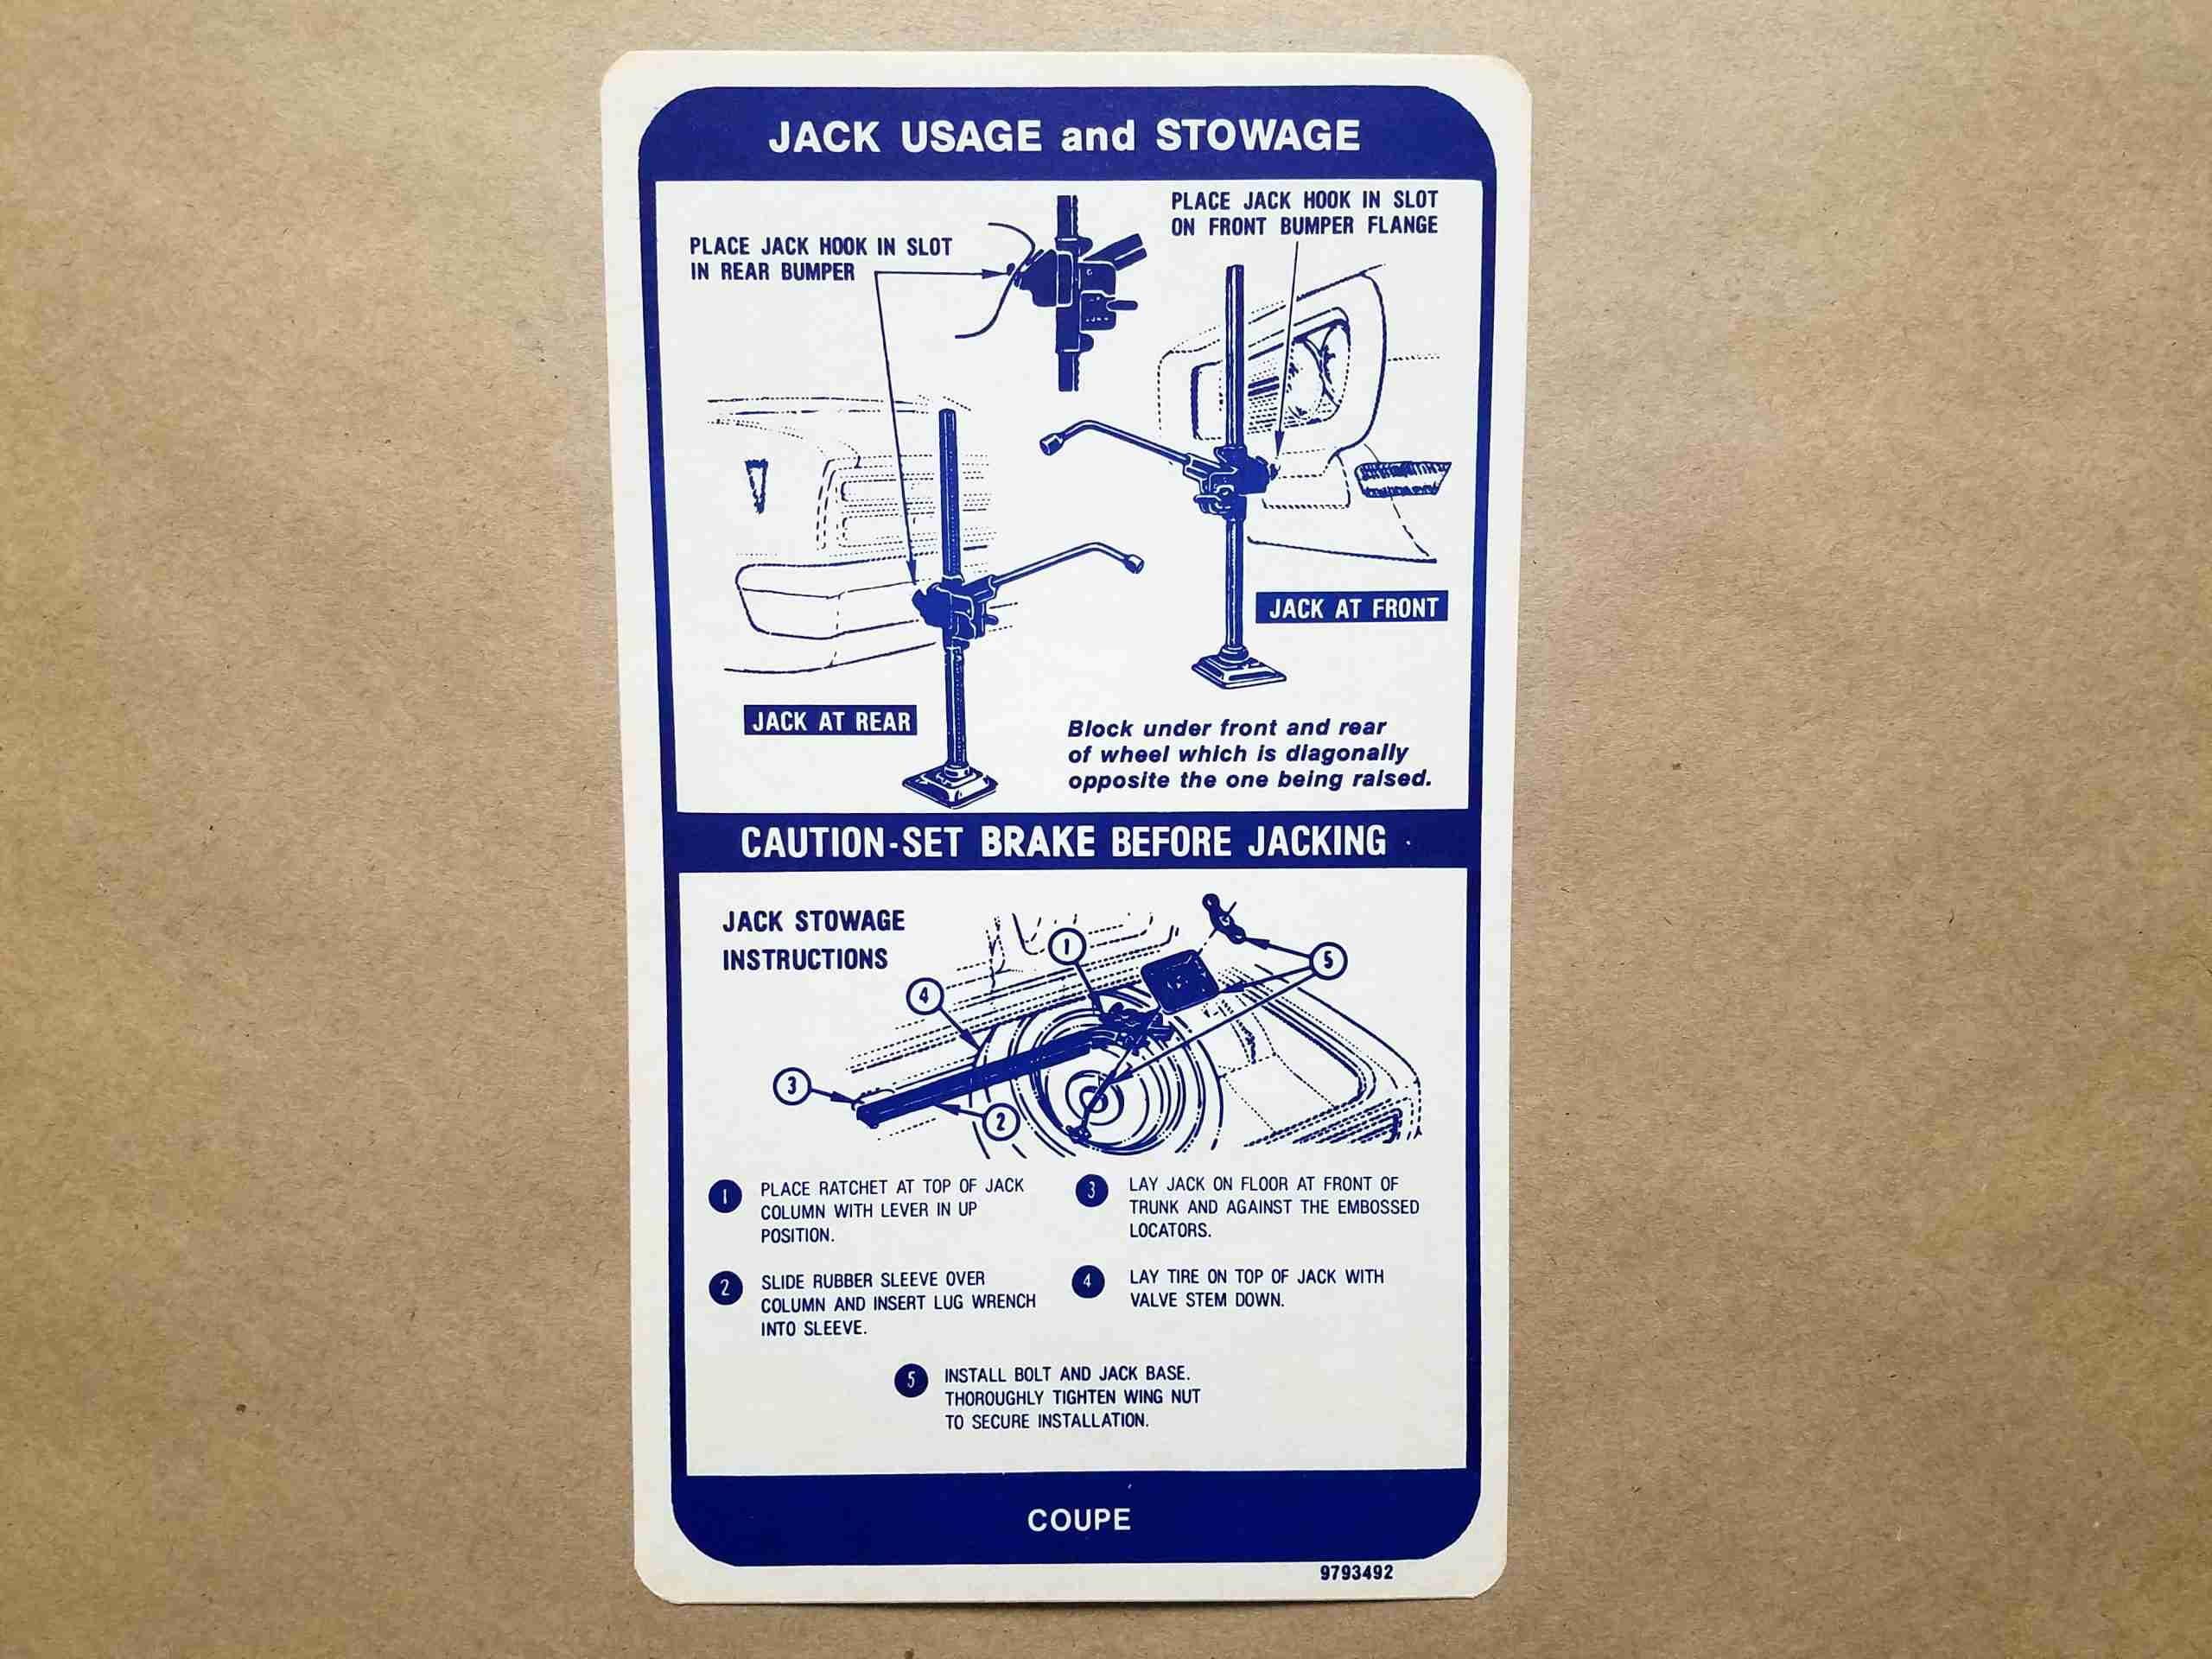 JACK USAGE and STOWAGE
PLACE JACK HOOK IN SLOT
IN REAR BUMPER
PLACE JACK HOOK IN SLOT
ON FRONT BUMPER FLANGE
JACK AT FRONT
JACK AT REAR
Block under front and rear
of wheel which is diagonally
opposite the one being raised.
CAUTION-SET BRAKE BEFORE JACKING
JACK STOWAGE
INSTRUCTIONS
1
5
4
3
2
1 PLACE RATCHET AT TOP OF JACK
COLUMN WITH LEVER IN UP
POSITION.
2 SLIDE RUBBER SLEEVE OVER
COLUMN AND INSERT LUG WRENCH
INTO SLEEVE.
3 LAY JACK ON FLOOR AT FRONT OF
TRUNK AND AGAINST THE EMBOSSED
LOCATORS.
4 LAY TIRE ON TOP OF JACK WITH
VALVE STEM DOWN.
5 INSTALL BOLT AND JACK BASE.
THOROUGHLY TIGHTEN WING NUT
TO SECURE INSTALLATION.
COUPE
9793492